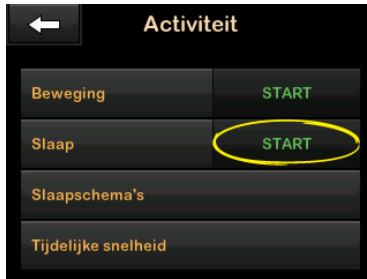 Activiteit
Beweging START
Slaap START
Slaapschema's
Tijdelijke snelheid